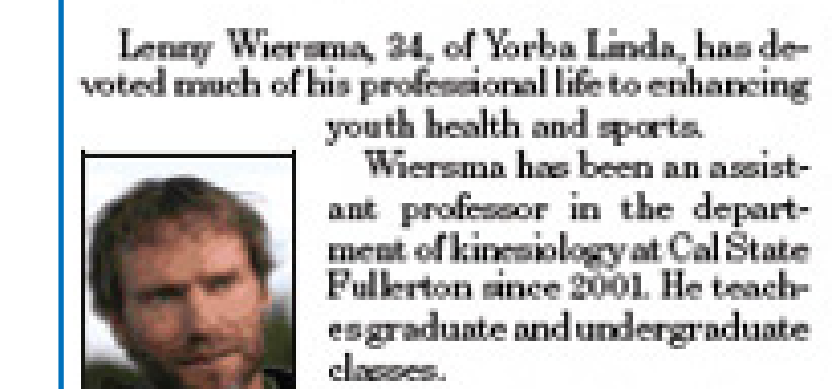 Lenny Wiersma, 34, of Yorba Linda, has de-
voted much of his professional life to enhancing
youth health and sports.
Wiersma has been an assist-
ant professor in the depart-
ment of kinesiology at Cal State
Fullerton since 2001. He teach-
es graduate and undergraduate
classes.